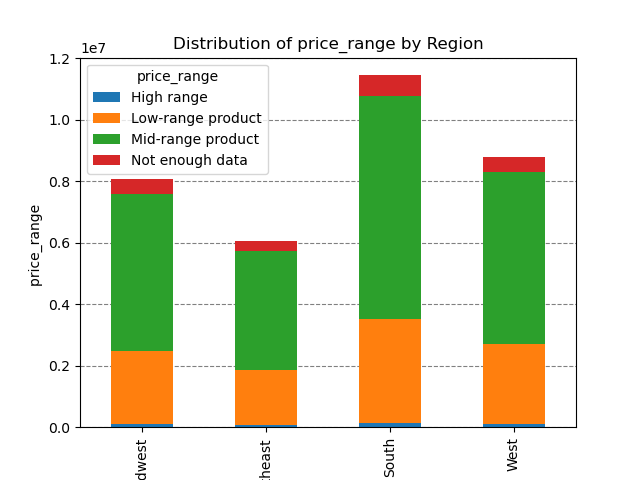 Distribution of price_range by Region
1e7
price_range
High range
Low-range product
Mid-range product
Not enough data
1.2
1.0
0.8
0.6
0.4
0.2
0.0
price_range
dwest
theast
South
West